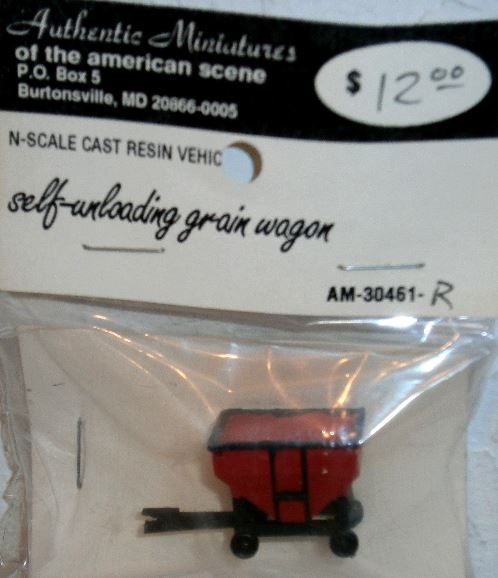 Authentic Miniatures
of the american scene
P.O. Box 5
Burtonsville, MD 20866-0005
$ 12.00
N-SCALE CAST RESIN VEHIC
self-unloading grain wagon
AM-30461-R